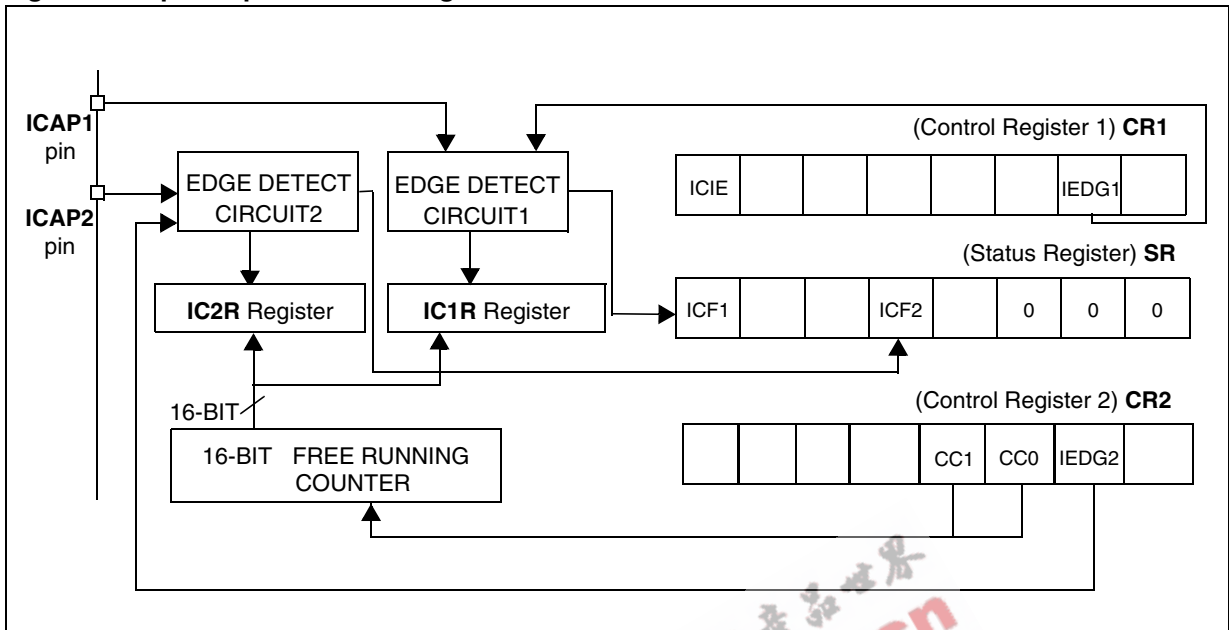 ICAP1
pin
ICAP2
pin
EDGE DETECT
CIRCUIT2
EDGE DETECT
CIRCUIT1
IC2R Register
IC1R Register
16-BIT
16-BIT FREE RUNNING
COUNTER
(Control Register 1) CR1
ICIE
IEDG1
(Status Register) SR
ICF1
ICF2
0
0
0
(Control Register 2) CR2
CC1
CC0
IEDG2